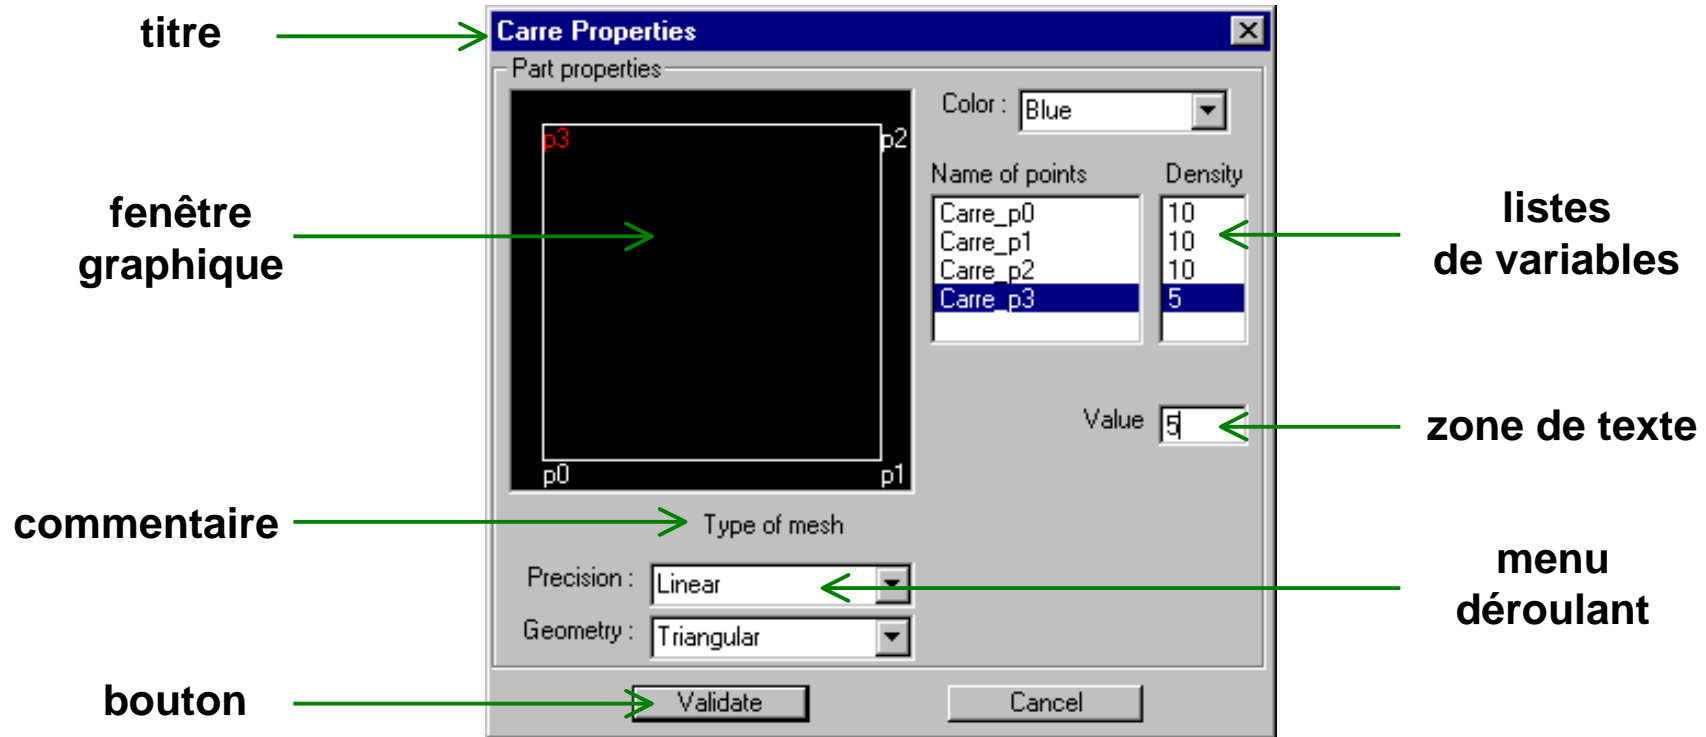 titre
Carre Properties
Part properties
p3
p2
p0
p1
Color :
Blue
Name of points
Density
Carre_p0
10
Carre_p1
10
Carre_p2
10
Carre_p3
5
fenêtre
graphique
listes
de variables
Value
5
zone de texte
commentaire
Type of mesh
Precision :
Linear
menu
déroulant
Geometry :
Triangular
bouton
Validate
Cancel